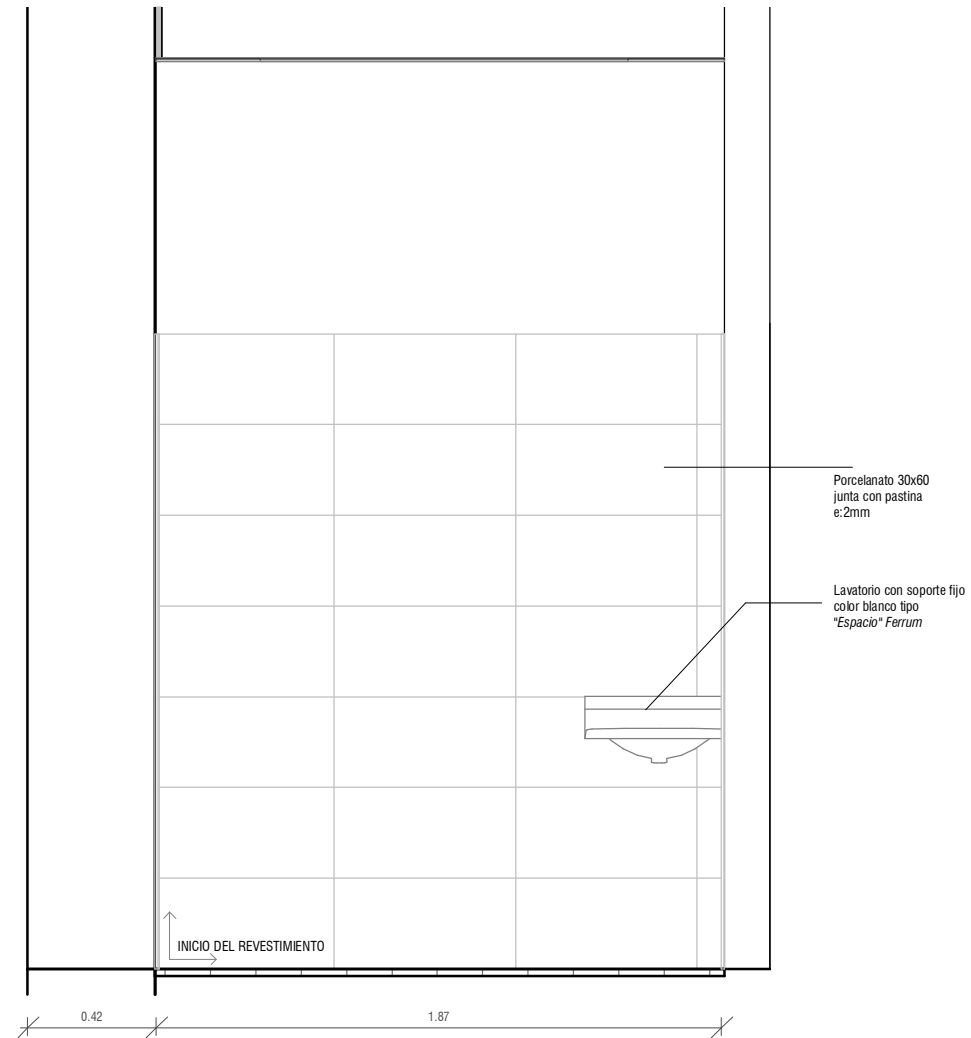 Porcelanato 30x60
junta con pastina
e:2mm
Lavatorio con soporte fijo
color blanco tipo
"Espacio" Ferrum
INICIO DEL REVESTIMIENTO
0.42
1.87